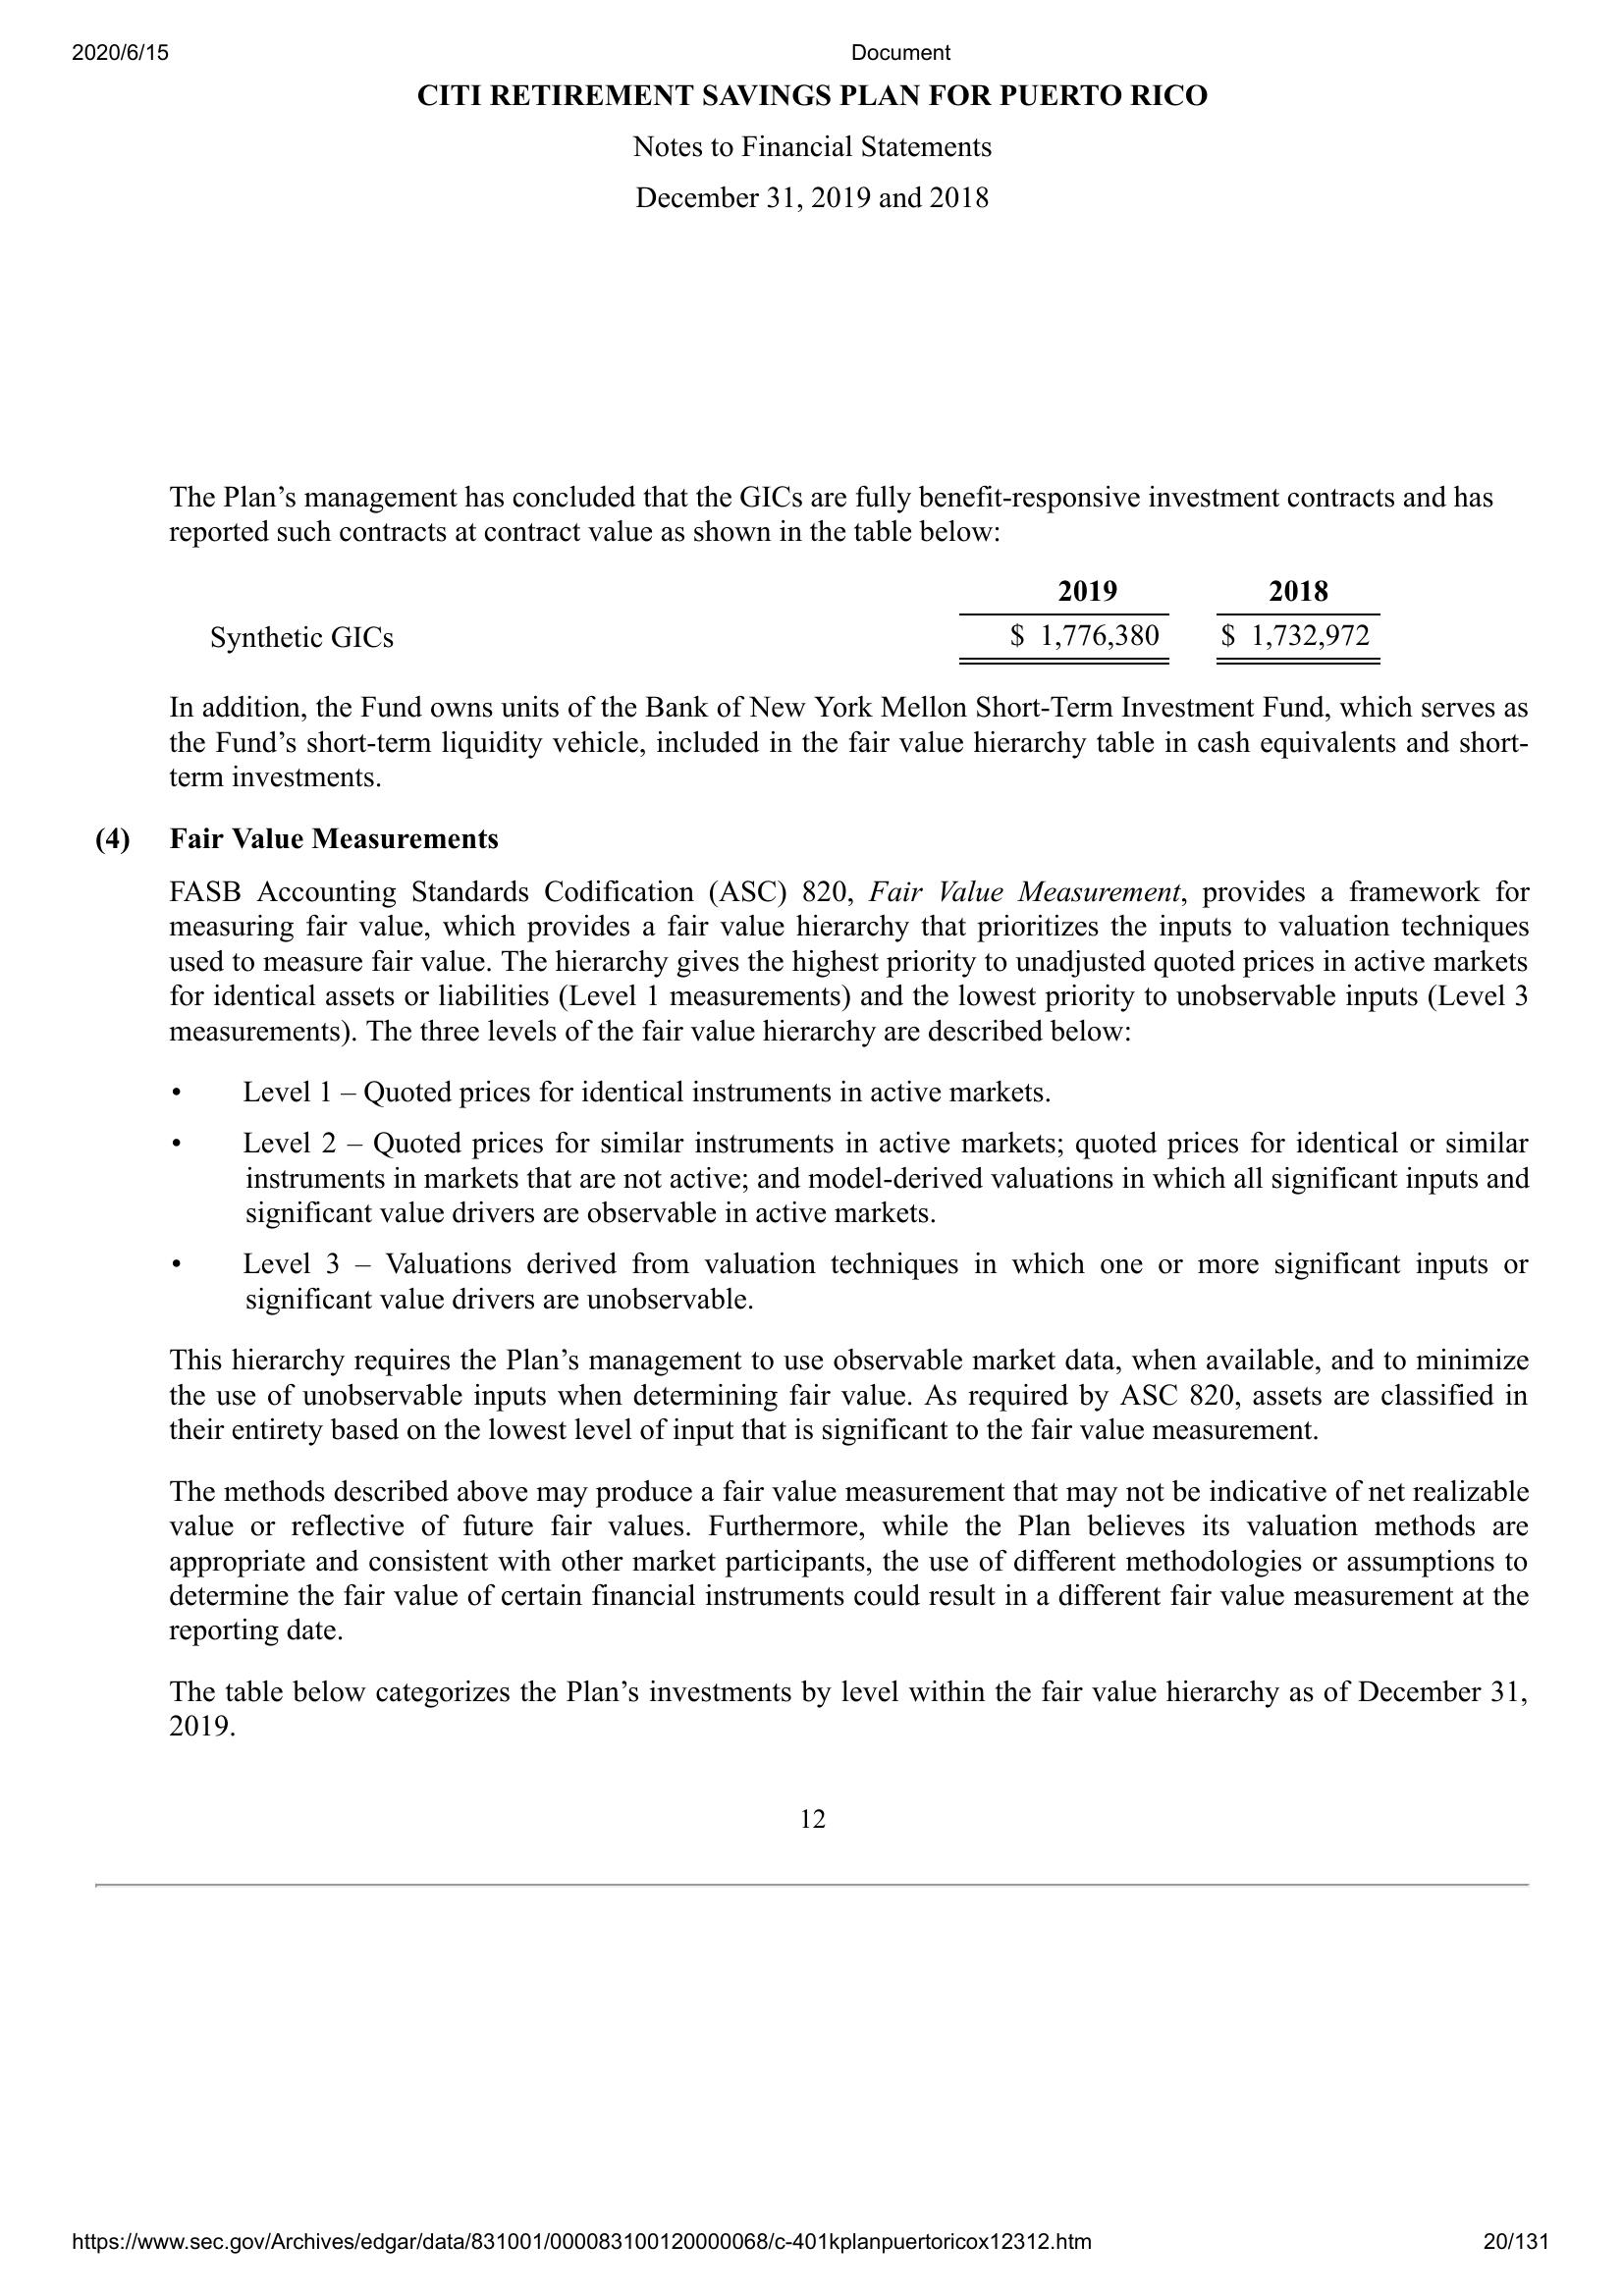 2020/6/15 Document
CITI RETIREMENT SAVINGS PLAN FOR PUERTO RICO
Notes to Financial Statements
December 31, 2019 and 2018
The Plan’s management has concluded that the GICs are fully benefit-responsive investment contracts and has
reported such contracts at contract value as shown in the table below:
2019 2018
Synthetic GICs $ 1,776,380 $ 1,732,972
In addition, the Fund owns units of the Bank of New York Mellon Short-Term Investment Fund, which serves as
the Fund’s short-term liquidity vehicle, included in the fair value hierarchy table in cash equivalents and short-
term investments.
(4) Fair Value Measurements
FASB Accounting Standards Codification (ASC) 820, Fair Value Measurement, provides a framework for
measuring fair value, which provides a fair value hierarchy that prioritizes the inputs to valuation techniques
used to measure fair value. The hierarchy gives the highest priority to unadjusted quoted prices in active markets
for identical assets or liabilities (Level 1 measurements) and the lowest priority to unobservable inputs (Level 3
measurements). The three levels of the fair value hierarchy are described below:
• Level 1 – Quoted prices for identical instruments in active markets.
• Level 2 – Quoted prices for similar instruments in active markets; quoted prices for identical or similar
instruments in markets that are not active; and model-derived valuations in which all significant inputs and
significant value drivers are observable in active markets.
• Level 3 – Valuations derived from valuation techniques in which one or more significant inputs or
significant value drivers are unobservable.
This hierarchy requires the Plan’s management to use observable market data, when available, and to minimize
the use of unobservable inputs when determining fair value. As required by ASC 820, assets are classified in
their entirety based on the lowest level of input that is significant to the fair value measurement.
The methods described above may produce a fair value measurement that may not be indicative of net realizable
value or reflective of future fair values. Furthermore, while the Plan believes its valuation methods are
appropriate and consistent with other market participants, the use of different methodologies or assumptions to
determine the fair value of certain financial instruments could result in a different fair value measurement at the
reporting date.
The table below categorizes the Plan’s investments by level within the fair value hierarchy as of December 31,
2019.
12
https://www.sec.gov/Archives/edgar/data/831001/000083100120000068/c-401kplanpuertoricox12312.htm 20/131